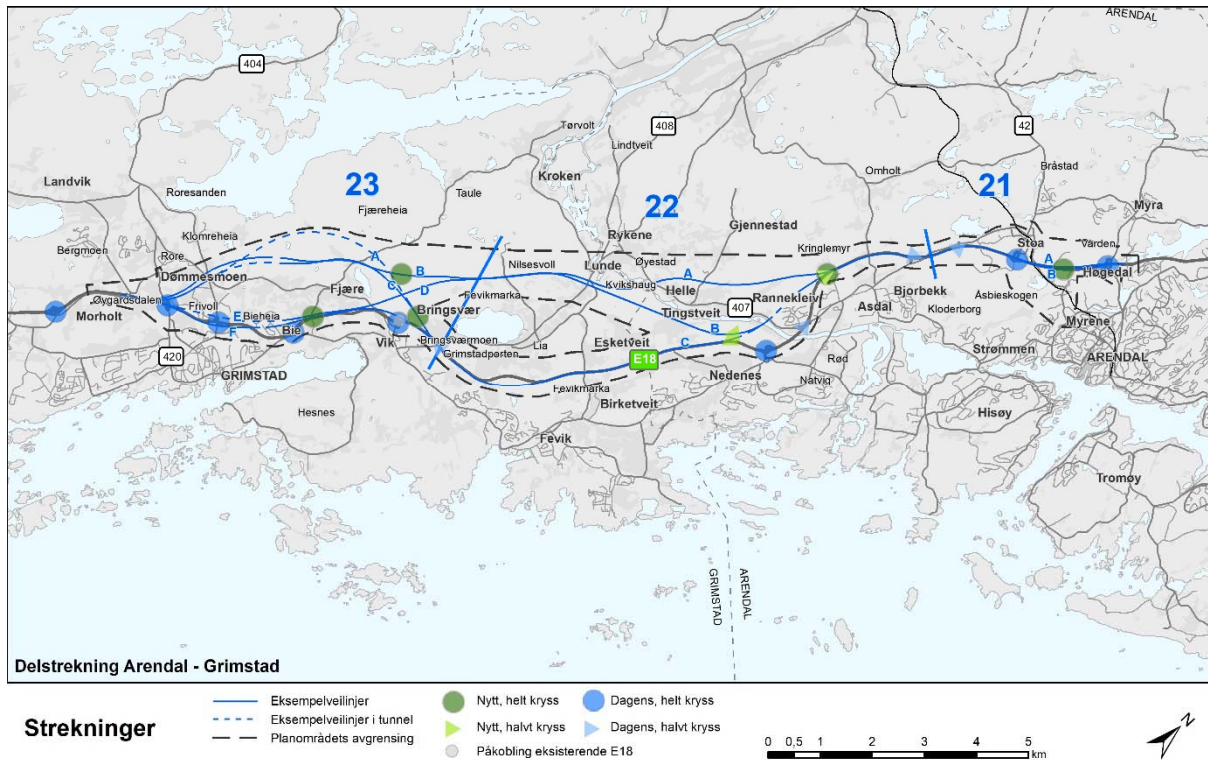 ARENDAL
404
Tørvolt
408
42
Lindtveit
Bråstad
Landvik
Roresanden
23
Taule
Kroken
22
Omholt
21
Myra
Fjæreheia
Bergmoen
Klomreheia
Rykene
Gjennestad
Kringlemyr
Stoa
Varden
Rore
Dømmesmoen
A
B
Nilsesvoll
Lunde
Øyestad
A
A
B
Høgedal
Fjære
C
D
Kvikshaug
Helle
Rannekleiv
Bjorbekk
Åsbieskogen
Øygardsdalen
Frivoll
E
F
Bieheia
Bringsvær
Fevikmarka
Tingstveit
407
Asdal
Kloderborg
Myrene
Morholt
Bie
Vik
Bringsværmoen
Grimstadporten
Lia
Esketveit
B
C
Strømmen
ARENDAL
420
GRIMSTAD
E18
Nedenes
Rød
Natvig
Fevikmarka
Birketveit
Hisøy
Hesnes
Fevik
Tromøy
GRIMSTAD
ARENDAL
Delstrekning Arendal - Grimstad
Strekninger
Eksempelveilinjer
Eksempelveilinjer i tunnel
Planområdets avgrensing
Nytt, helt kryss
Nytt, halvt kryss
Påkobling eksisterende E18
Dagens, helt kryss
Dagens, halvt kryss
0 0,5 1 2 3 4 5
km
N